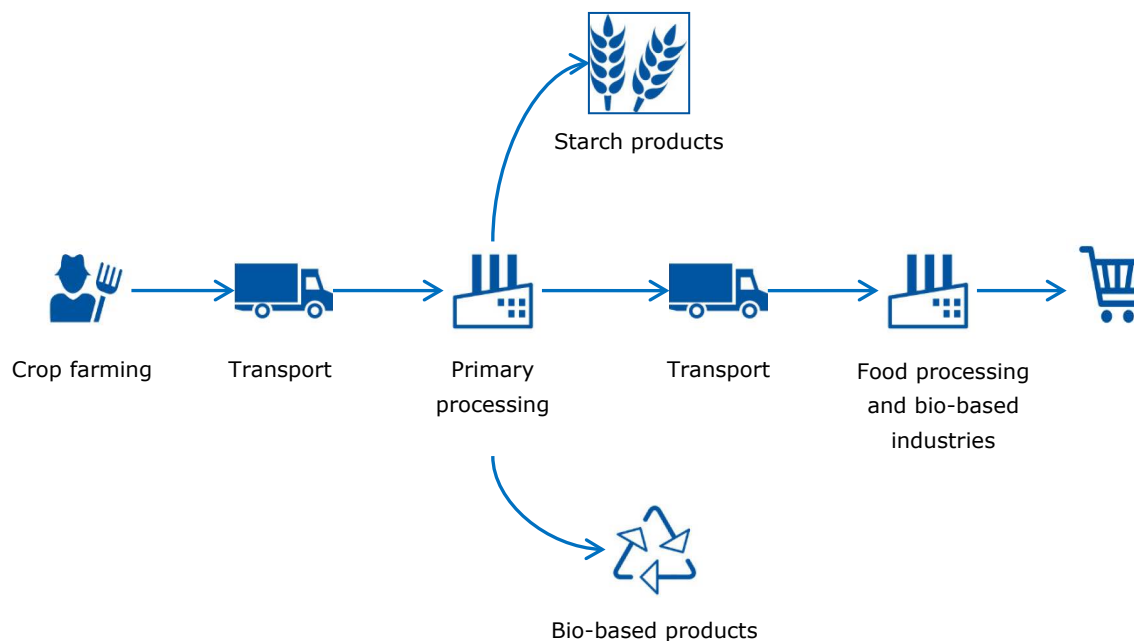 Starch products
Crop farming
Transport
Primary
processing
Transport
Food processing
and bio-based
industries
Bio-based products